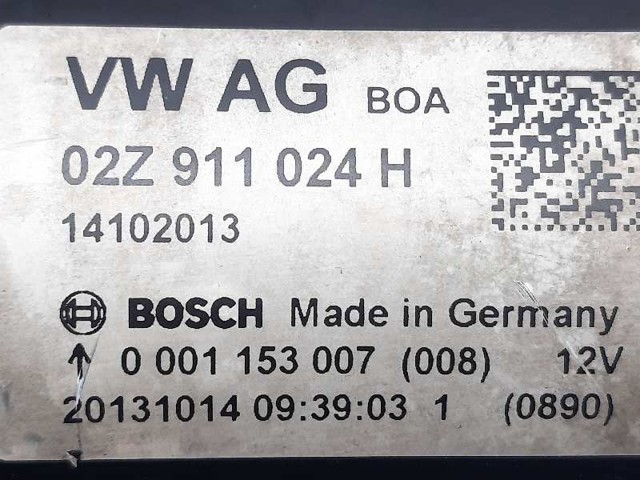 VW AG BOA
02Z 911 024 H
14102013
BOSCH Made in Germany
0 001 153 007 (008) 12V
20131014 09:39:03 1 (0890)